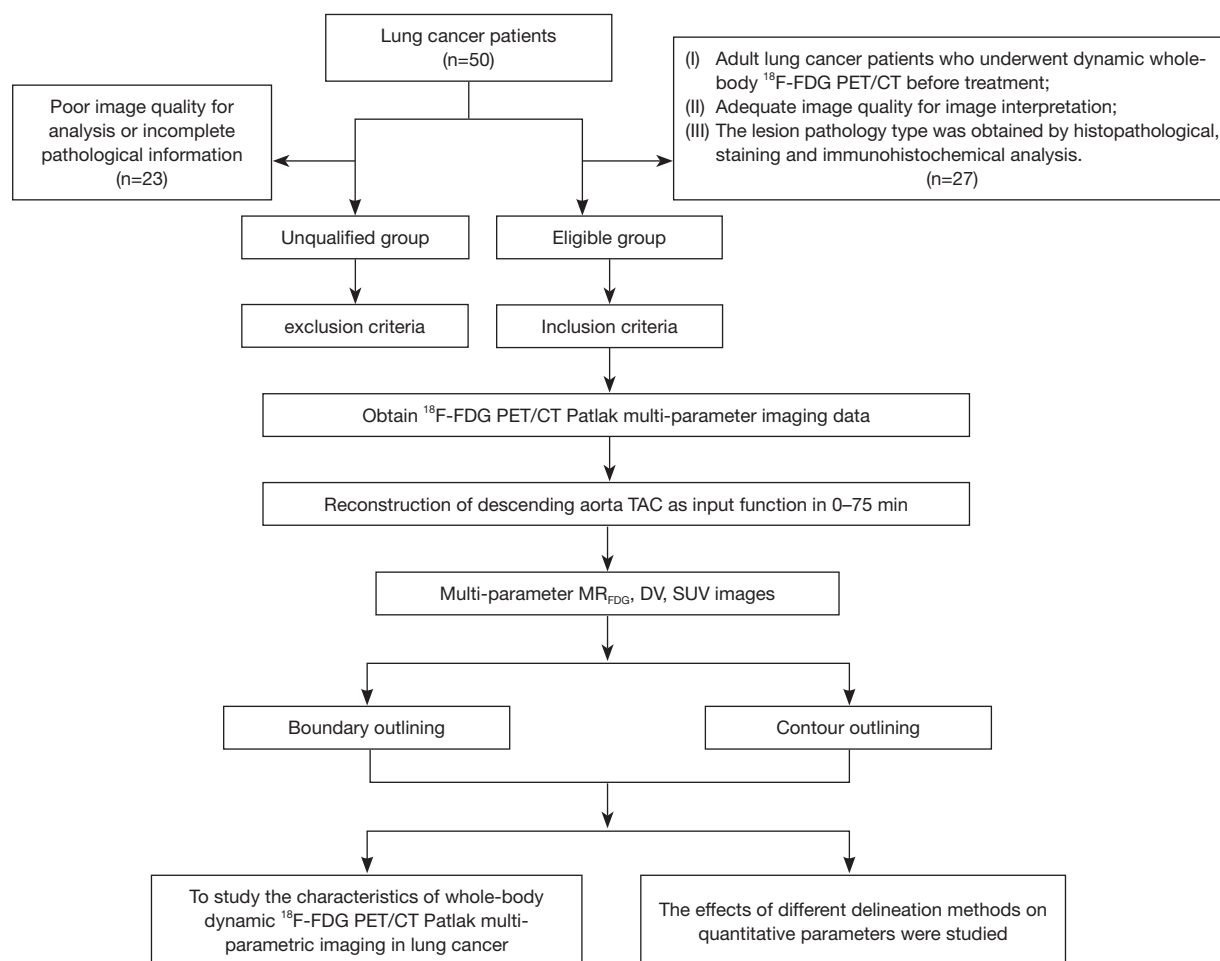 Lung cancer patients
(n=50)
Poor image quality for
analysis or incomplete
pathological information
(n=23)
(I) Adult lung cancer patients who underwent dynamic whole-
body ¹⁸F-FDG PET/CT before treatment;
(II) Adequate image quality for image interpretation;
(III) The lesion pathology type was obtained by histopathological,
staining and immunohistochemical analysis.
(n=27)
Unqualified group
Eligible group
exclusion criteria
Inclusion criteria
Obtain ¹⁸F-FDG PET/CT Patlak multi-parameter imaging data
Reconstruction of descending aorta TAC as input function in 0–75 min
Multi-parameter MR_FDG, DV, SUV images
Boundary outlining
Contour outlining
To study the characteristics of whole-body
dynamic ¹⁸F-FDG PET/CT Patlak multi-
parametric imaging in lung cancer
The effects of different delineation methods on
quantitative parameters were studied